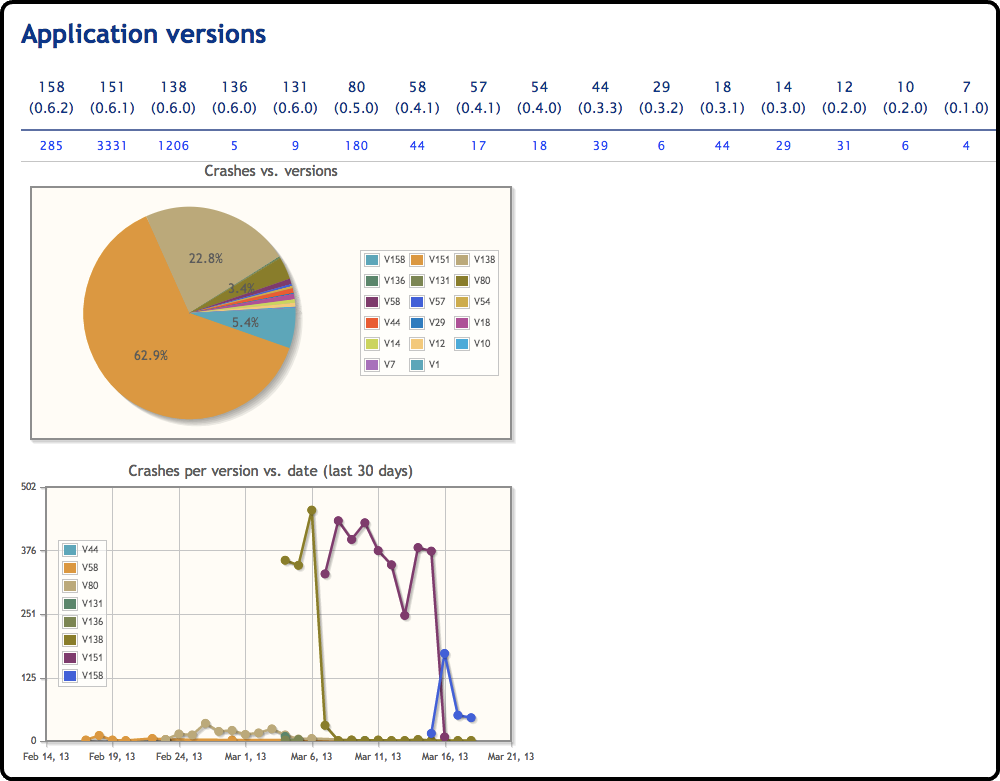 Application versions
158 151 138 136 131 80 58 57 54 44 29 18 14 12 10 7
(0.6.2) (0.6.1) (0.6.0) (0.6.0) (0.6.0) (0.5.0) (0.4.1) (0.4.1) (0.4.0) (0.3.3) (0.3.2) (0.3.1) (0.3.0) (0.2.0) (0.2.0) (0.1.0)
285 3331 1206 5 9 180 44 17 18 39 6 44 29 31 6 4
Crashes vs. versions
22.8%
3.4%
5.4%
62.9%
V158 V151 V138
V136 V131 V80
V58 V57 V54
V44 V29 V18
V14 V12 V10
V7 V1
Crashes per version vs. date (last 30 days)
502
376
251
125
0
V44
V58
V80
V131
V136
V138
V151
V158
Feb 14, 13 Feb 19, 13 Feb 24, 13 Mar 1, 13 Mar 6, 13 Mar 11, 13 Mar 16, 13 Mar 21, 13